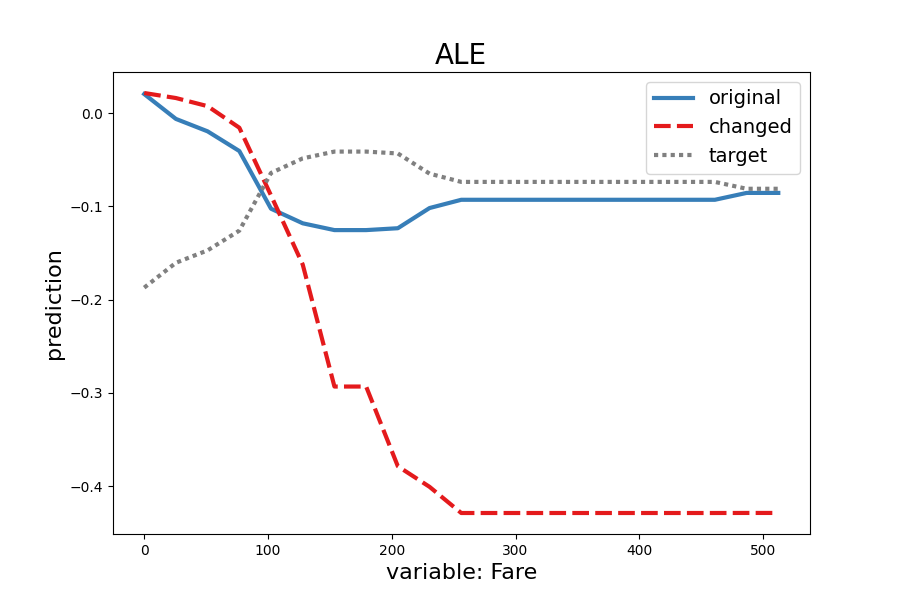 ALE
original
changed
target
0.0
−0.1
−0.2
−0.3
−0.4
prediction
0 100 200 300 400 500
variable: Fare